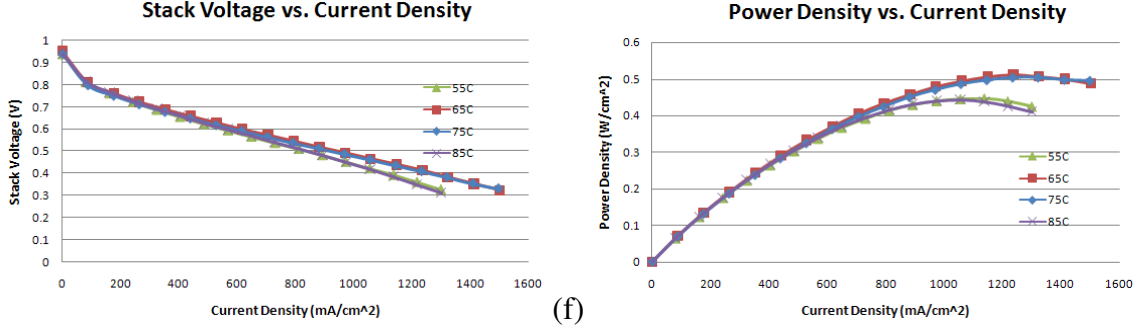 Stack Voltage vs. Current Density
Stack Voltage (V)
1
0.9
0.8
0.7
0.6
0.5
0.4
0.3
0.2
0.1
0
0 200 400 600 800 1000 1200 1400 1600
Current Density (mA/cm^2)
55C
65C
75C
85C
(f)
Power Density vs. Current Density
Power Density (W/cm^2)
0.6
0.5
0.4
0.3
0.2
0.1
0
0 200 400 600 800 1000 1200 1400 1600
Current Density (mA/cm^2)
55C
65C
75C
85C